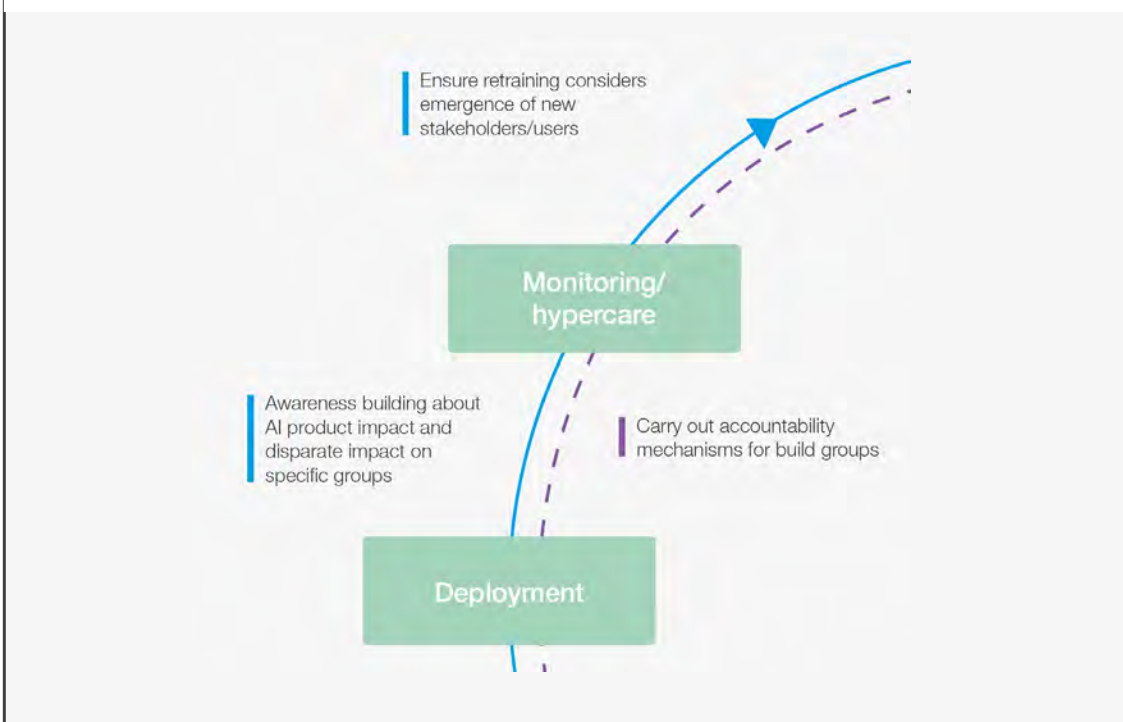 Ensure retraining considers
emergence of new
stakeholders/users
Monitoring/
hypercare
Awareness building about
AI product impact and
disparate impact on
specific groups
Carry out accountability
mechanisms for build groups
Deployment